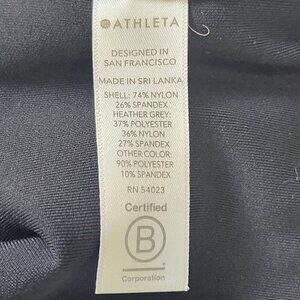 ATHLETA
DESIGNED IN
SAN FRANCISCO
MADE IN SRI LANKA
SHELL: 74% NYLON
26% SPANDEX
HEATHER GREY:
37% POLYESTER
36% NYLON
27% SPANDEX
OTHER COLOR:
90% POLYESTER
10% SPANDEX
RN 54023
Certified
B
Corporation